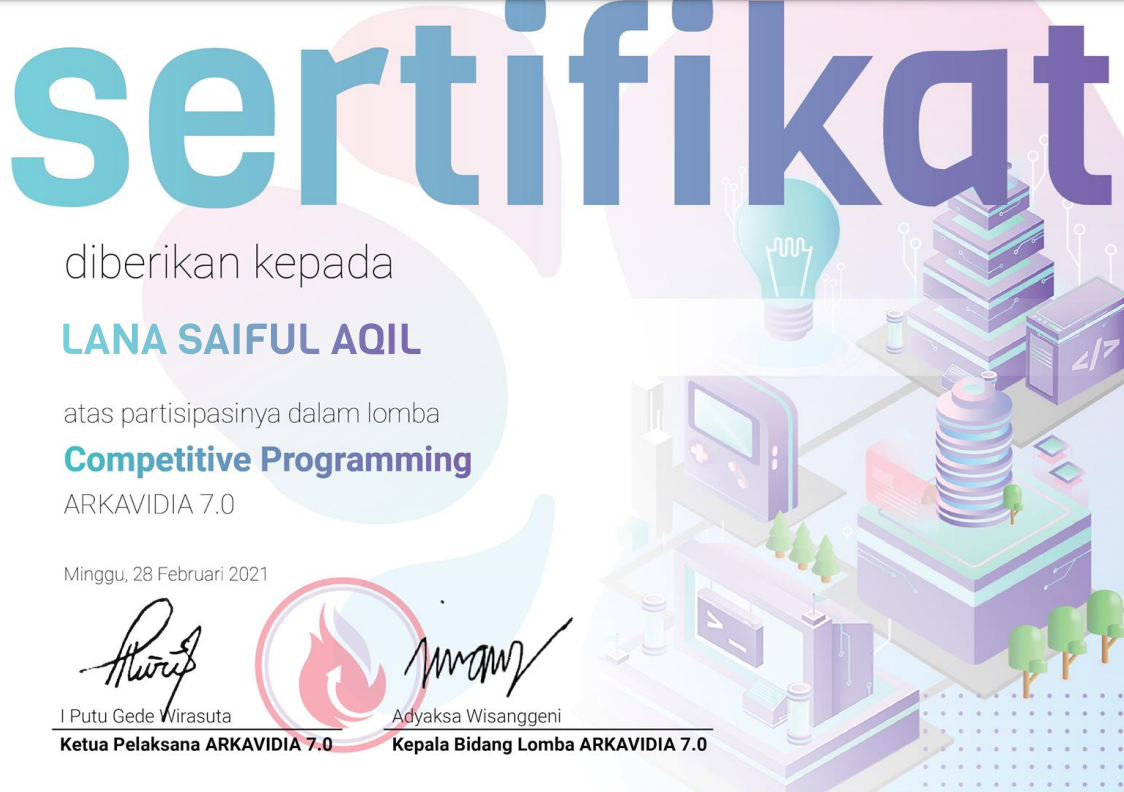 sertifikat
diberikan kepada
LANA SAIFUL AQIL
atas partisipasinya dalam lomba
Competitive Programming
ARKAVIDIA 7.0
Minggu, 28 Februari 2021
I Putu Gede Wirasuta
Ketua Pelaksana ARKAVIDIA 7.0
Adyaksa Wisanggeni
Kepala Bidang Lomba ARKAVIDIA 7.0